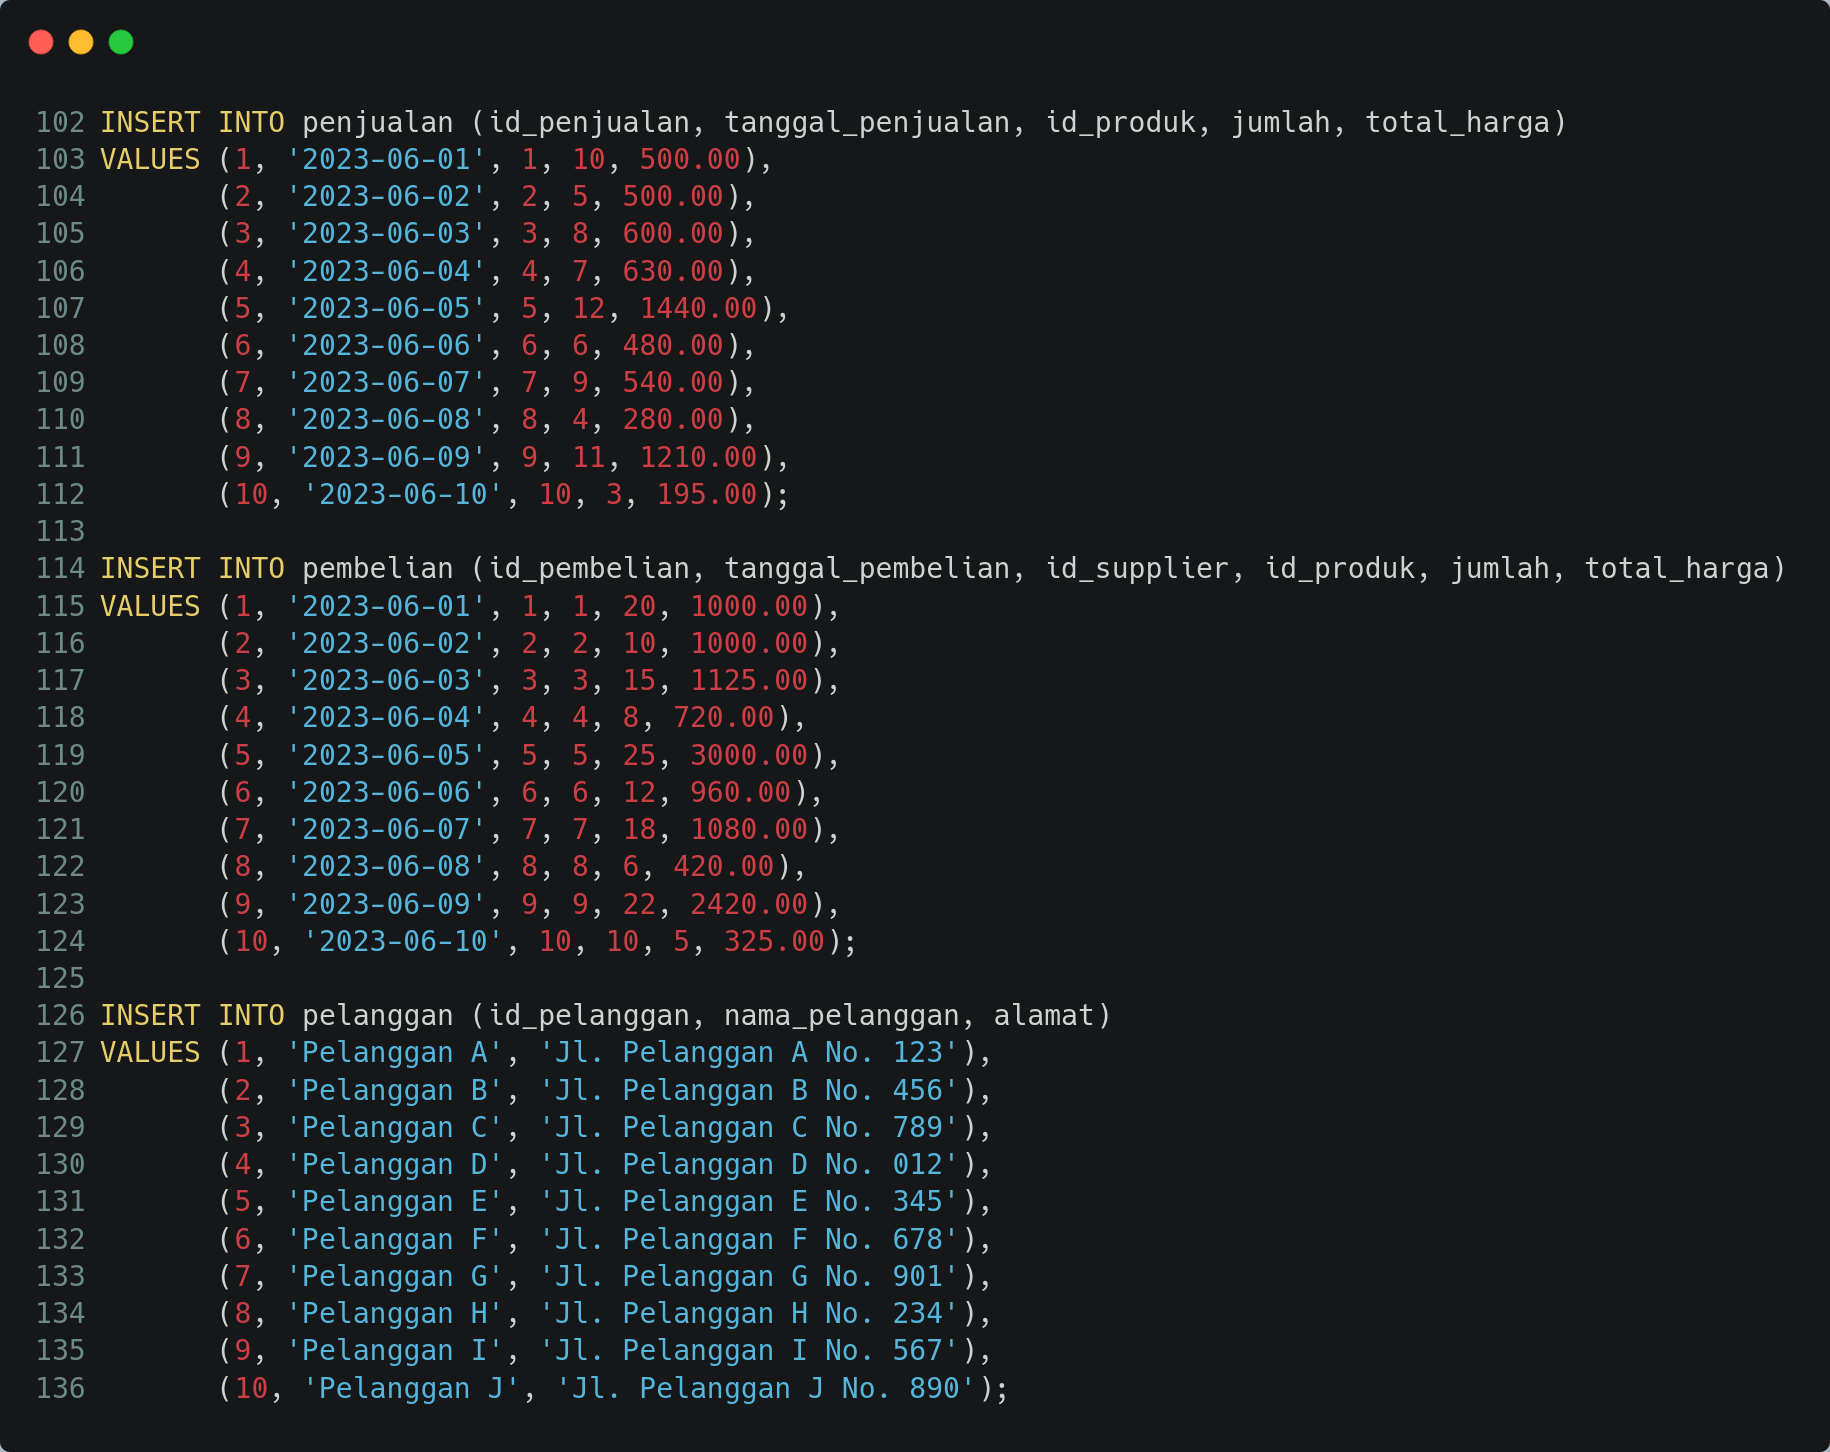 102 INSERT INTO penjualan (id_penjualan, tanggal_penjualan, id_produk, jumlah, total_harga)
103 VALUES (1, '2023-06-01', 1, 10, 500.00),
104        (2, '2023-06-02', 2, 5, 500.00),
105        (3, '2023-06-03', 3, 8, 600.00),
106        (4, '2023-06-04', 4, 7, 630.00),
107        (5, '2023-06-05', 5, 12, 1440.00),
108        (6, '2023-06-06', 6, 6, 480.00),
109        (7, '2023-06-07', 7, 9, 540.00),
110        (8, '2023-06-08', 8, 4, 280.00),
111        (9, '2023-06-09', 9, 11, 1210.00),
112        (10, '2023-06-10', 10, 3, 195.00);
113
114 INSERT INTO pembelian (id_pembelian, tanggal_pembelian, id_supplier, id_produk, jumlah, total_harga)
115 VALUES (1, '2023-06-01', 1, 1, 20, 1000.00),
116        (2, '2023-06-02', 2, 2, 10, 1000.00),
117        (3, '2023-06-03', 3, 3, 15, 1125.00),
118        (4, '2023-06-04', 4, 4, 8, 720.00),
119        (5, '2023-06-05', 5, 5, 25, 3000.00),
120        (6, '2023-06-06', 6, 6, 12, 960.00),
121        (7, '2023-06-07', 7, 7, 18, 1080.00),
122        (8, '2023-06-08', 8, 8, 6, 420.00),
123        (9, '2023-06-09', 9, 9, 22, 2420.00),
124        (10, '2023-06-10', 10, 10, 5, 325.00);
125
126 INSERT INTO pelanggan (id_pelanggan, nama_pelanggan, alamat)
127 VALUES (1, 'Pelanggan A', 'Jl. Pelanggan A No. 123'),
128        (2, 'Pelanggan B', 'Jl. Pelanggan B No. 456'),
129        (3, 'Pelanggan C', 'Jl. Pelanggan C No. 789'),
130        (4, 'Pelanggan D', 'Jl. Pelanggan D No. 012'),
131        (5, 'Pelanggan E', 'Jl. Pelanggan E No. 345'),
132        (6, 'Pelanggan F', 'Jl. Pelanggan F No. 678'),
133        (7, 'Pelanggan G', 'Jl. Pelanggan G No. 901'),
134        (8, 'Pelanggan H', 'Jl. Pelanggan H No. 234'),
135        (9, 'Pelanggan I', 'Jl. Pelanggan I No. 567'),
136        (10, 'Pelanggan J', 'Jl. Pelanggan J No. 890');